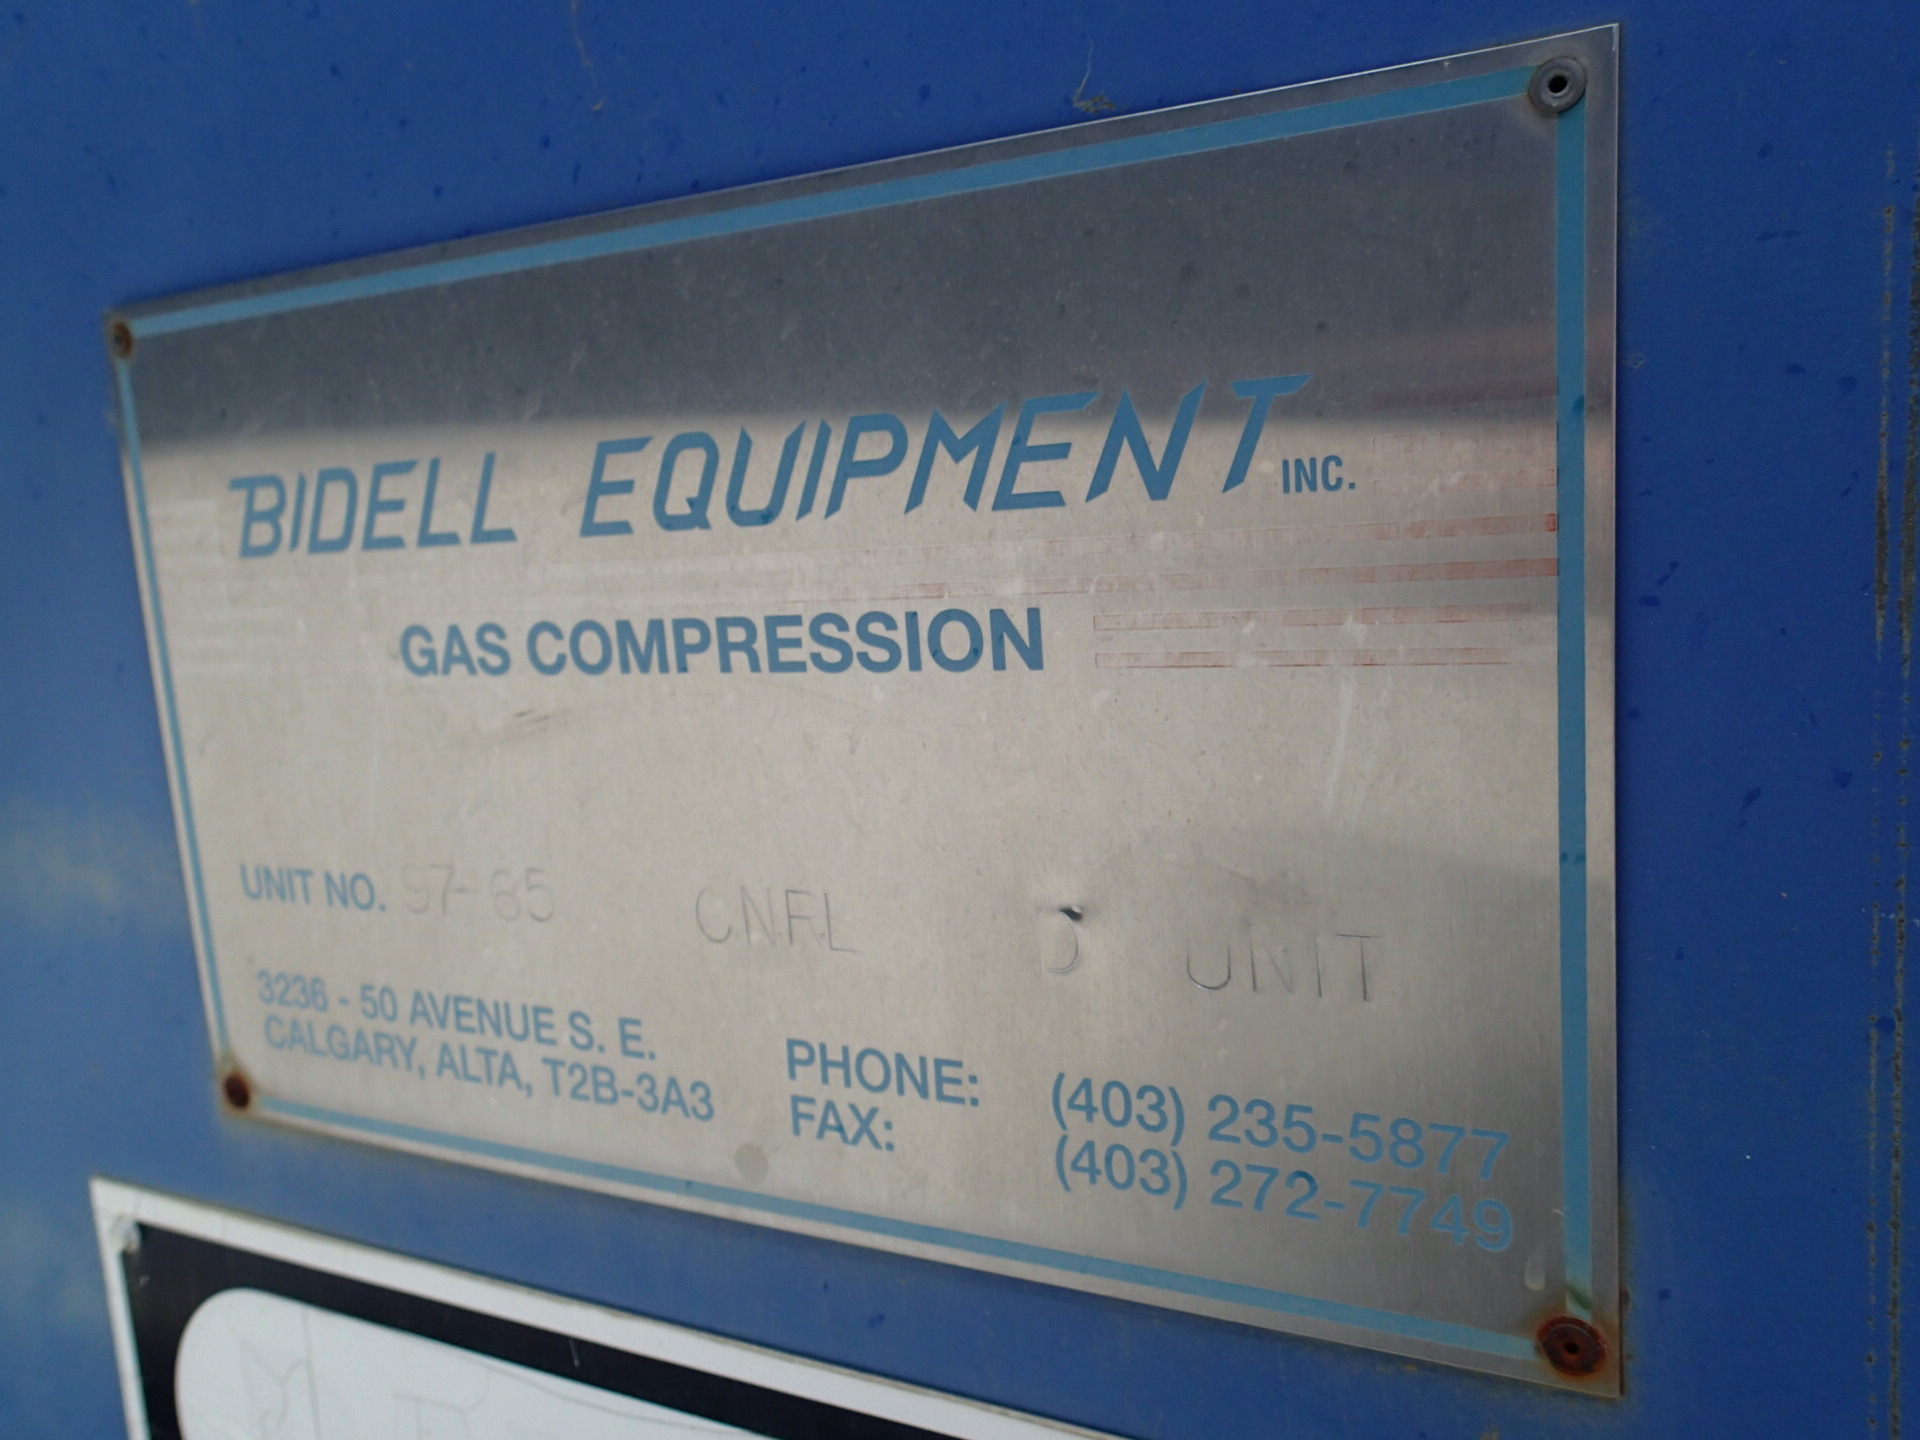 BIDELL EQUIPMENT INC.
GAS COMPRESSION
UNIT NO. 97-65 CNRL D UNIT
3236 - 50 AVENUE S. E.
CALGARY, ALTA, T2B-3A3
PHONE: (403) 235-5877
FAX: (403) 272-7749